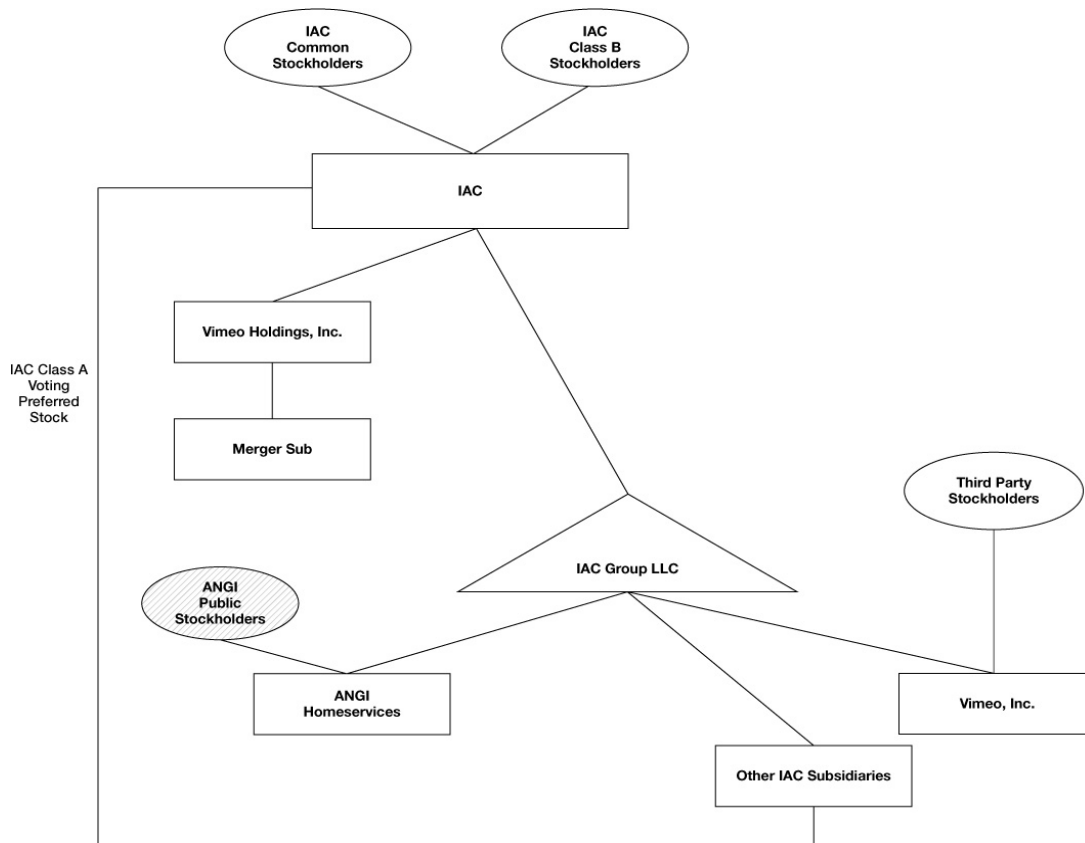 IAC
Common
Stockholders
IAC
Class B
Stockholders
IAC
Vimeo Holdings, Inc.
IAC Class A
Voting
Preferred
Stock
Merger Sub
Third Party
Stockholders
IAC Group LLC
ANGI
Public
Stockholders
ANGI
Homeservices
Vimeo, Inc.
Other IAC Subsidiaries